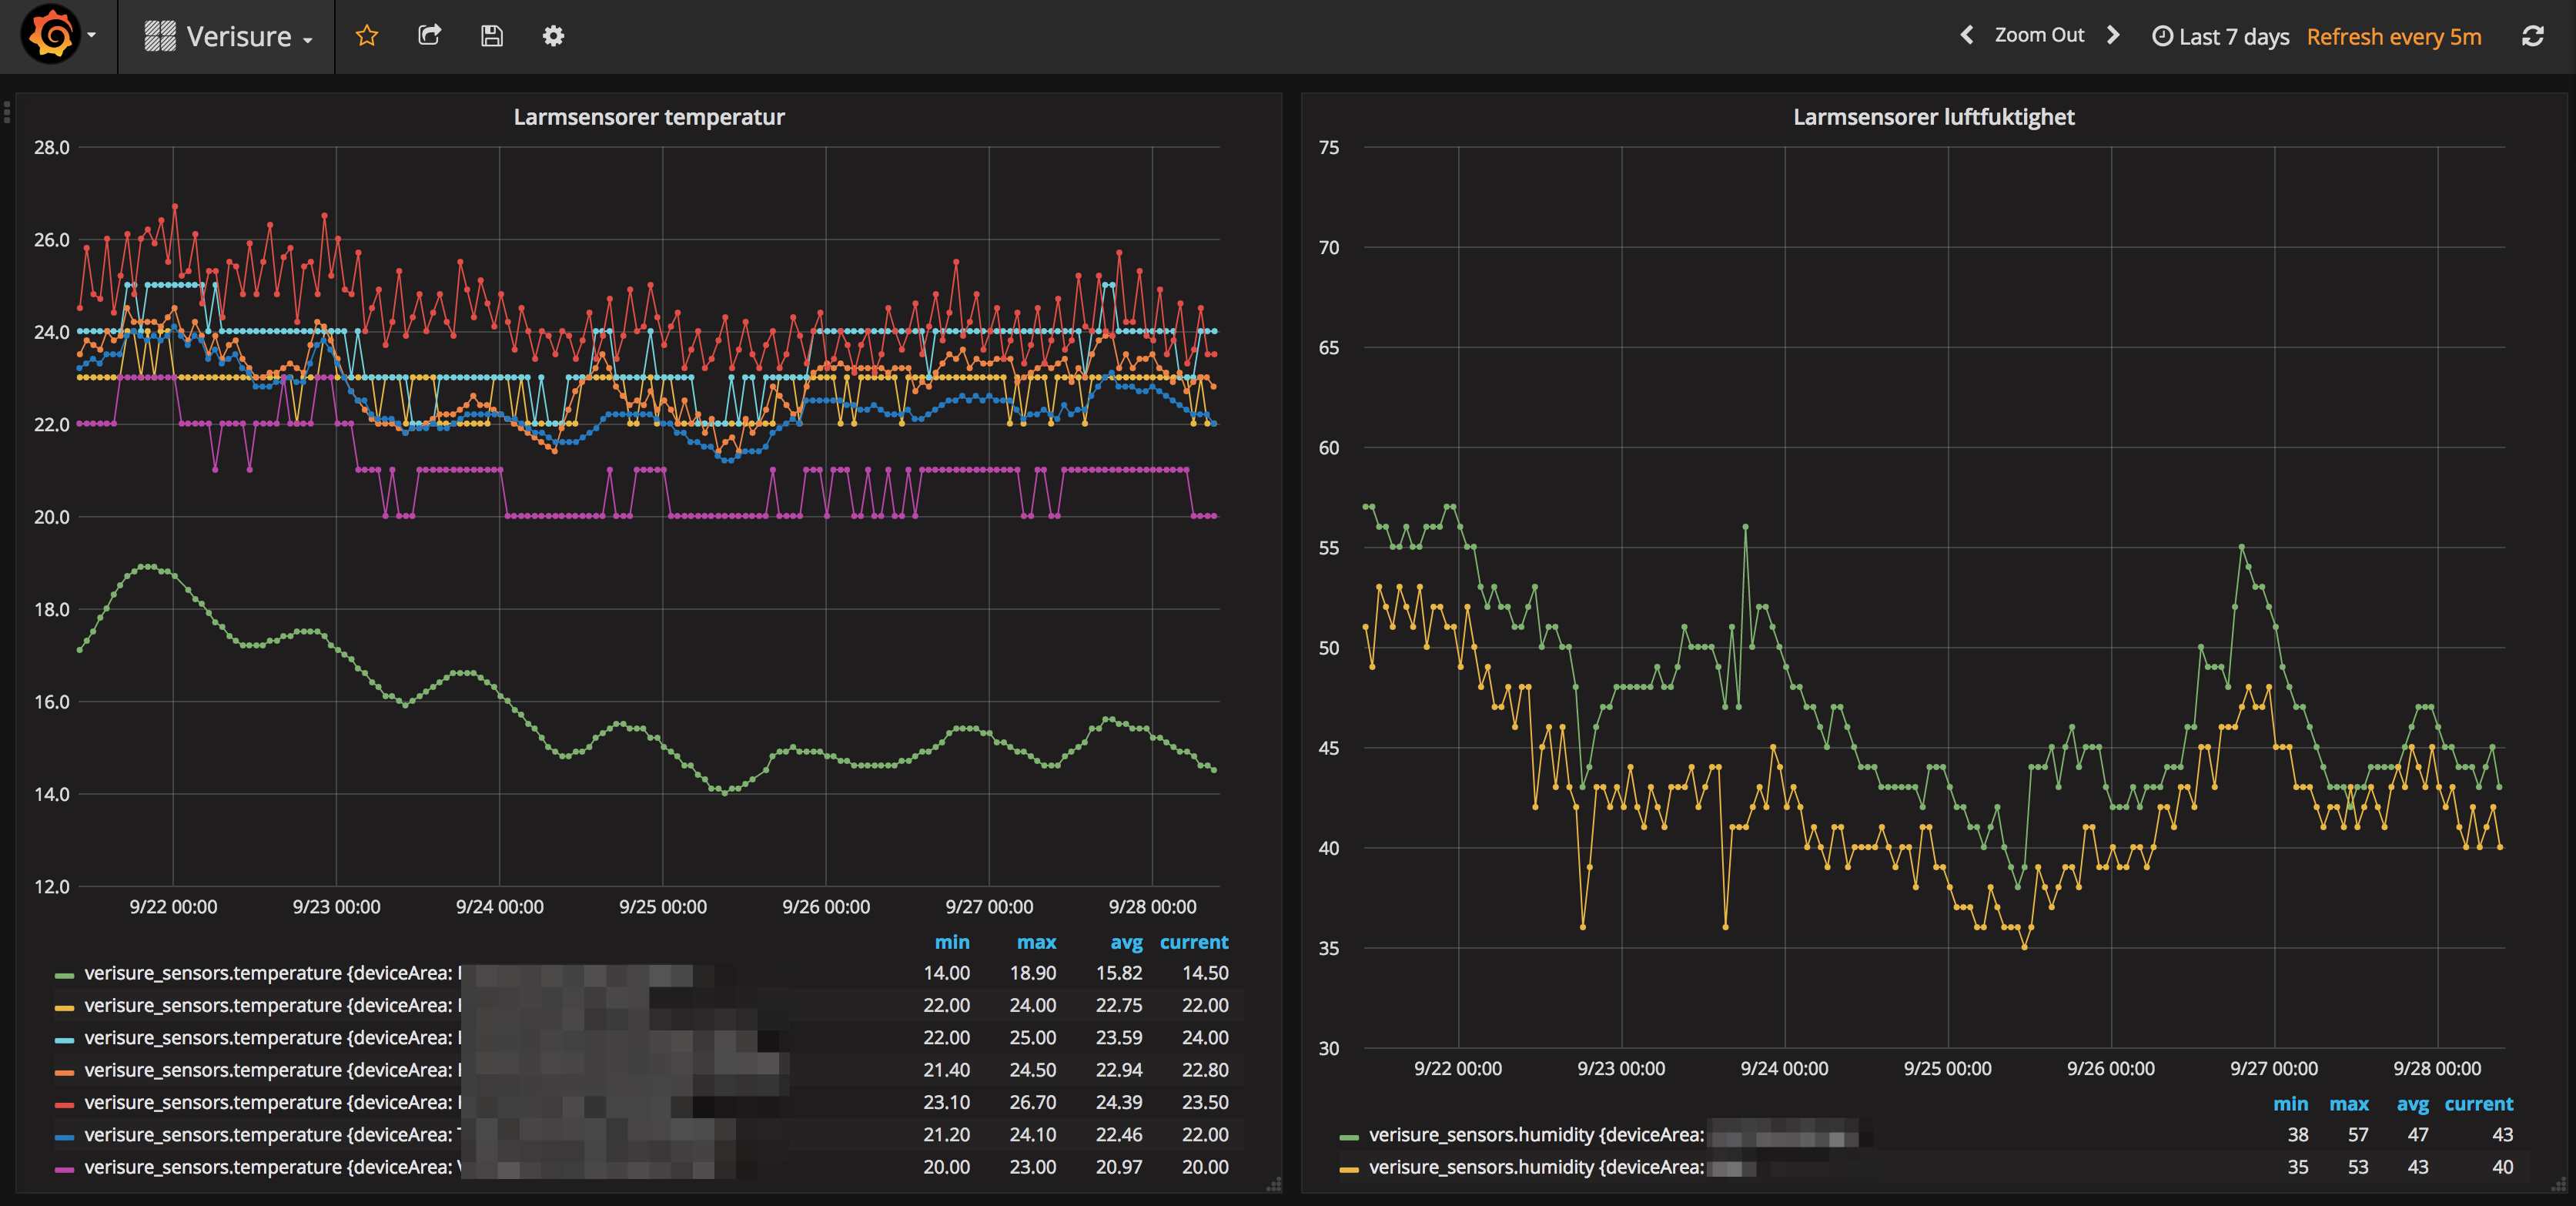 Verisure
Zoom Out
Last 7 days
Refresh every 5m
Larmsensorer temperatur
28.0
26.0
24.0
22.0
20.0
18.0
16.0
14.0
12.0
9/22 00:00 9/23 00:00 9/24 00:00 9/25 00:00 9/26 00:00 9/27 00:00 9/28 00:00
min max avg current
verisure_sensors.temperature {deviceArea: 14.00 18.90 15.82 14.50
verisure_sensors.temperature {deviceArea: 22.00 24.00 22.75 22.00
verisure_sensors.temperature {deviceArea: 22.00 25.00 23.59 24.00
verisure_sensors.temperature {deviceArea: 21.40 24.50 22.94 22.80
verisure_sensors.temperature {deviceArea: 23.10 26.70 24.39 23.50
verisure_sensors.temperature {deviceArea: 21.20 24.10 22.46 22.00
verisure_sensors.temperature {deviceArea: 20.00 23.00 20.97 20.00
Larmsensorer luftfuktighet
75
70
65
60
55
50
45
40
35
30
9/22 00:00 9/23 00:00 9/24 00:00 9/25 00:00 9/26 00:00 9/27 00:00 9/28 00:00
min max avg current
verisure_sensors.humidity {deviceArea: 38 57 47 43
verisure_sensors.humidity {deviceArea: 35 53 43 40